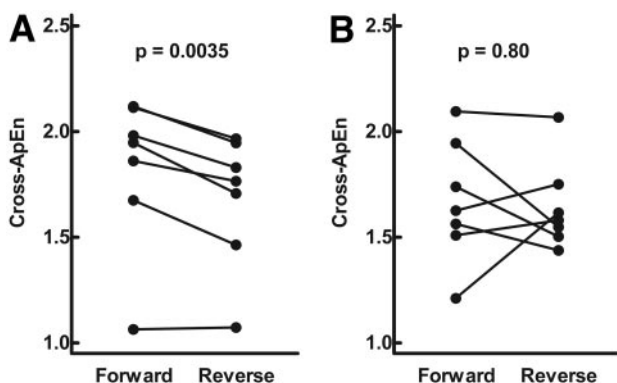 A
p = 0.0035
Cross-ApEn
2.5
2.0
1.5
1.0
Forward Reverse
B
p = 0.80
Cross-ApEn
2.5
2.0
1.5
1.0
Forward Reverse